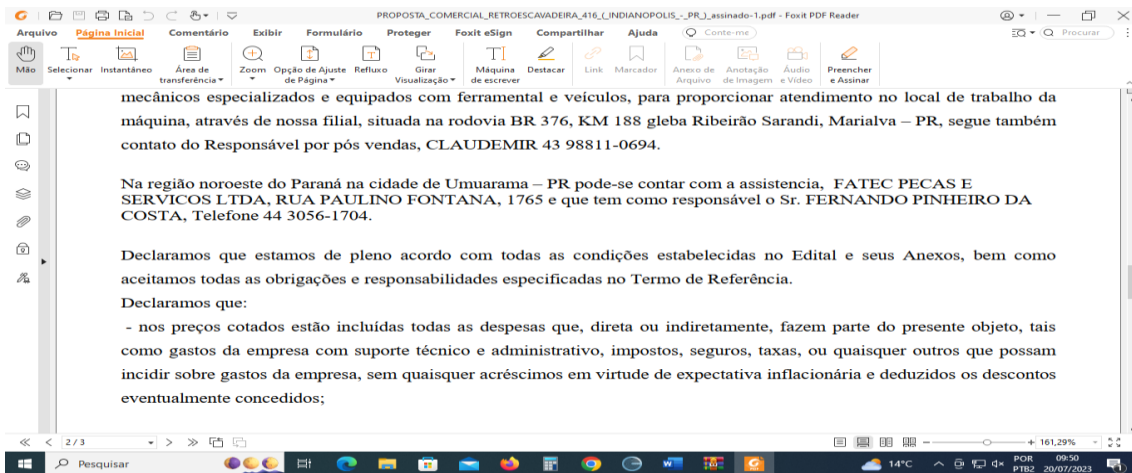 PROPOSTA_COMERCIAL_RETROESCAVADEIRA_416_(_INDIANOPOLIS_-_PR_)_assinado-1.pdf - Foxit PDF Reader
Arquivo Página Inicial Comentário Exibir Formulário Proteger Foxit eSign Compartilhar Ajuda Conte-me Procurar
Mão Selecionar Instantâneo Área de transferência Zoom Opção de Ajuste de Página Refluxo Girar Visualização Máquina de escrever Destacar Link Marcador Anexo de Arquivo Anotação de Imagem Áudio e Vídeo Preencher e Assinar
mecânicos especializados e equipados com ferramental e veículos, para proporcionar atendimento no local de trabalho da
máquina, através de nossa filial, situada na rodovia BR 376, KM 188 gleba Ribeirão Sarandi, Marialva – PR, segue também
contato do Responsável por pós vendas, CLAUDEMIR 43 98811-0694.
Na região noroeste do Paraná na cidade de Umuarama – PR pode-se contar com a assistencia, FATEC PECAS E
SERVICOS LTDA, RUA PAULINO FONTANA, 1765 e que tem como responsável o Sr. FERNANDO PINHEIRO DA
COSTA, Telefone 44 3056-1704.
Declaramos que estamos de pleno acordo com todas as condições estabelecidas no Edital e seus Anexos, bem como
aceitamos todas as obrigações e responsabilidades especificadas no Termo de Referência.
Declaramos que:
- nos preços cotados estão incluídas todas as despesas que, direta ou indiretamente, fazem parte do presente objeto, tais
como gastos da empresa com suporte técnico e administrativo, impostos, seguros, taxas, ou quaisquer outros que possam
incidir sobre gastos da empresa, sem quaisquer acréscimos em virtude de expectativa inflacionária e deduzidos os descontos
eventualmente concedidos;
2 / 3 161,29%
Pesquisar 14°C POR 09:50
PTB2 20/07/2023